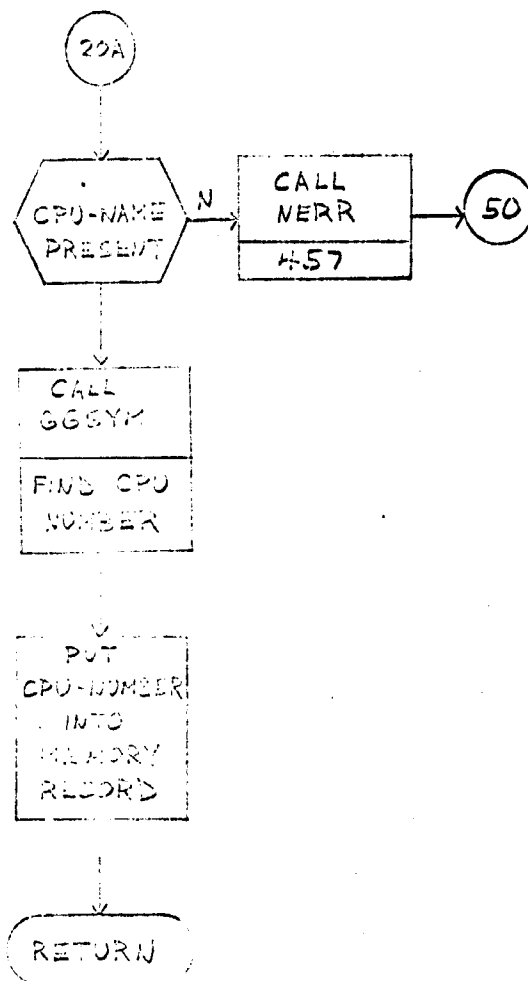 20A
CPU-NAME
PRESENT
N
CALL
NERR
457
50
CALL
GGSYM
FIND CPU
NUMBER
PUT
CPU-NUMBER
INTO
MEMORY
RECORD
RETURN